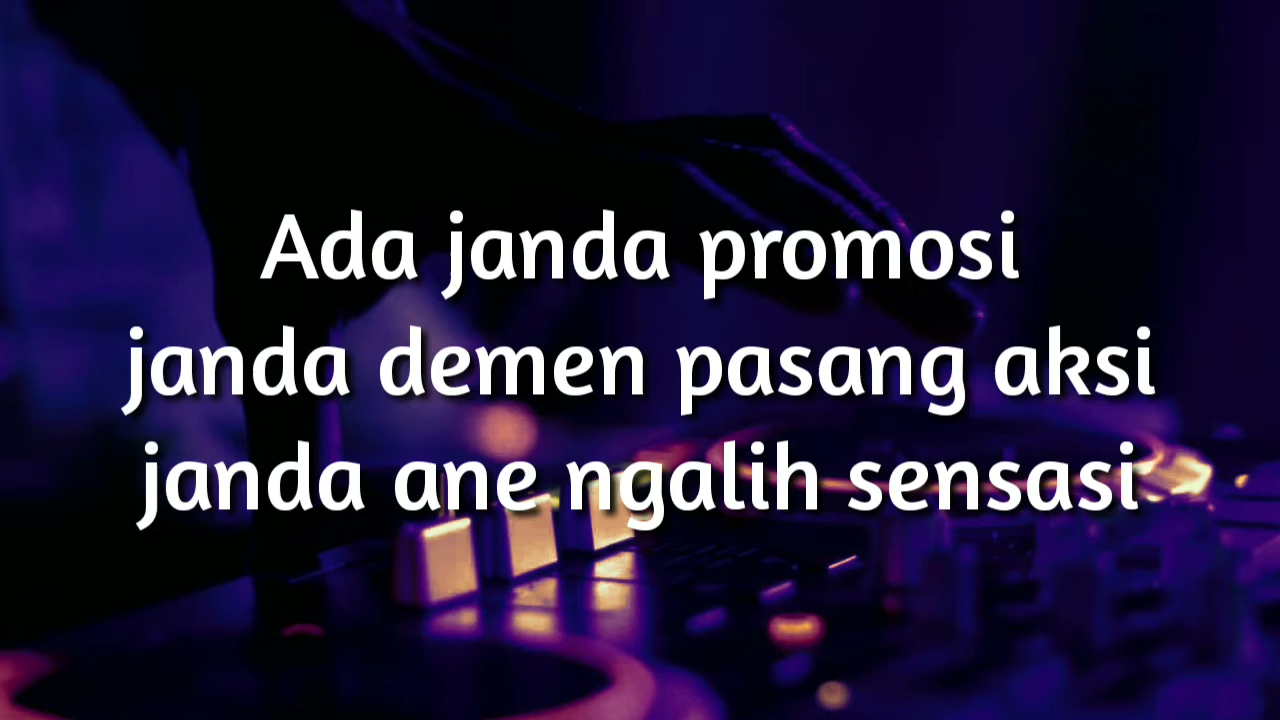 Ada janda promosi
janda demen pasang aksi
janda ane ngalih sensasi